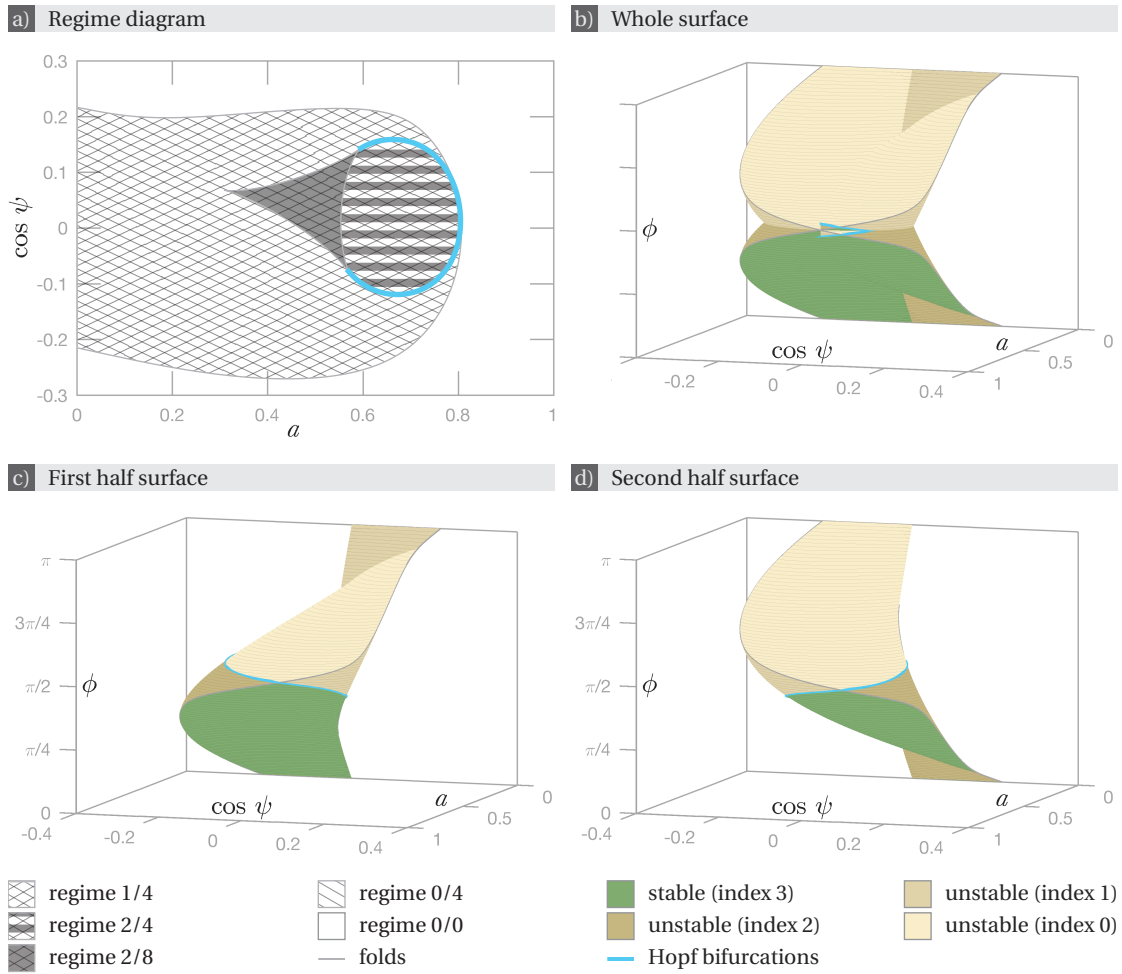 a) Regime diagram
0.3
0.2
0.1
0
-0.1
-0.2
-0.3
cos ψ
0 0.2 0.4 0.6 0.8 1
a
b) Whole surface
ϕ
cos ψ
a
-0.2 0 0.2 0.4
1 0.5 0
c) First half surface
π
3π/4
π/2
π/4
0
ϕ
cos ψ
a
-0.4 -0.2 0 0.2 0.4
1 0.5 0
d) Second half surface
π
3π/4
π/2
π/4
0
ϕ
cos ψ
a
-0.4 -0.2 0 0.2 0.4
1 0.5 0
regime 1/4
regime 2/4
regime 2/8
regime 0/4
regime 0/0
folds
stable (index 3)
unstable (index 2)
Hopf bifurcations
unstable (index 1)
unstable (index 0)